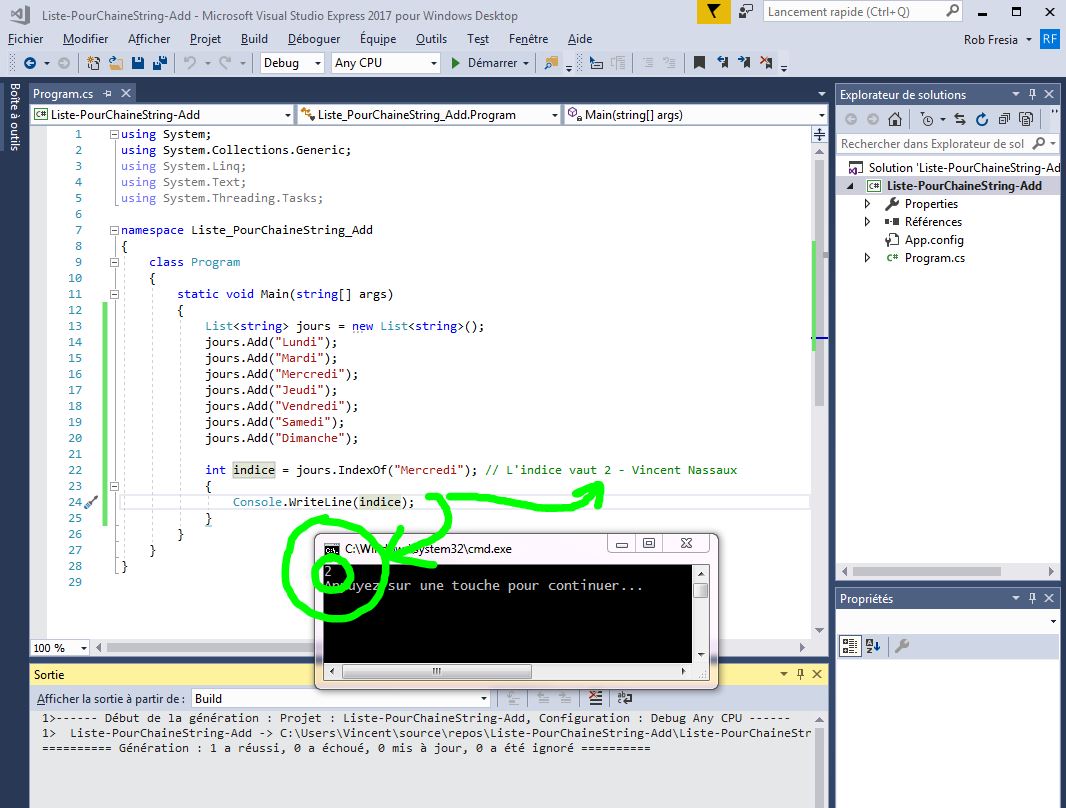 Liste-PourChaineString-Add - Microsoft Visual Studio Express 2017 pour Windows Desktop
Lancement rapide (Ctrl+Q)
Fichier Modifier Afficher Projet Build Déboguer Équipe Outils Test Fenêtre Aide
Rob Fresia RF
Debug Any CPU Démarrer
Boîte à outils
Program.cs
Liste-PourChaineString-Add Liste_PourChaineString_Add.Program Main(string[] args)
1 using System;
2 using System.Collections.Generic;
3 using System.Linq;
4 using System.Text;
5 using System.Threading.Tasks;
6
7 namespace Liste_PourChaineString_Add
8 {
9 class Program
10 {
11 static void Main(string[] args)
12 {
13 List<string> jours = new List<string>();
14 jours.Add("Lundi");
15 jours.Add("Mardi");
16 jours.Add("Mercredi");
17 jours.Add("Jeudi");
18 jours.Add("Vendredi");
19 jours.Add("Samedi");
20 jours.Add("Dimanche");
21
22 int indice = jours.IndexOf("Mercredi"); // L'indice vaut 2 - Vincent Nassaux
23 {
24 Console.WriteLine(indice);
25 }
26 }
27 }
28 }
29
C:\Windows\system32\cmd.exe
2
Appuyez sur une touche pour continuer...
100 %
Sortie
Afficher la sortie à partir de : Build
1>------ Début de la génération : Projet : Liste-PourChaineString-Add, Configuration : Debug Any CPU ------
1> Liste-PourChaineString-Add -> C:\Users\Vincent\source\repos\Liste-PourChaineString-Add\Liste-PourChaineStr
========== Génération : 1 a réussi, 0 a échoué, 0 mis à jour, 0 a été ignoré ==========
Explorateur de solutions
Rechercher dans Explorateur de sol
Solution 'Liste-PourChaineString-Ad
C# Liste-PourChaineString-Add
Properties
Références
App.config
C# Program.cs
Propriétés